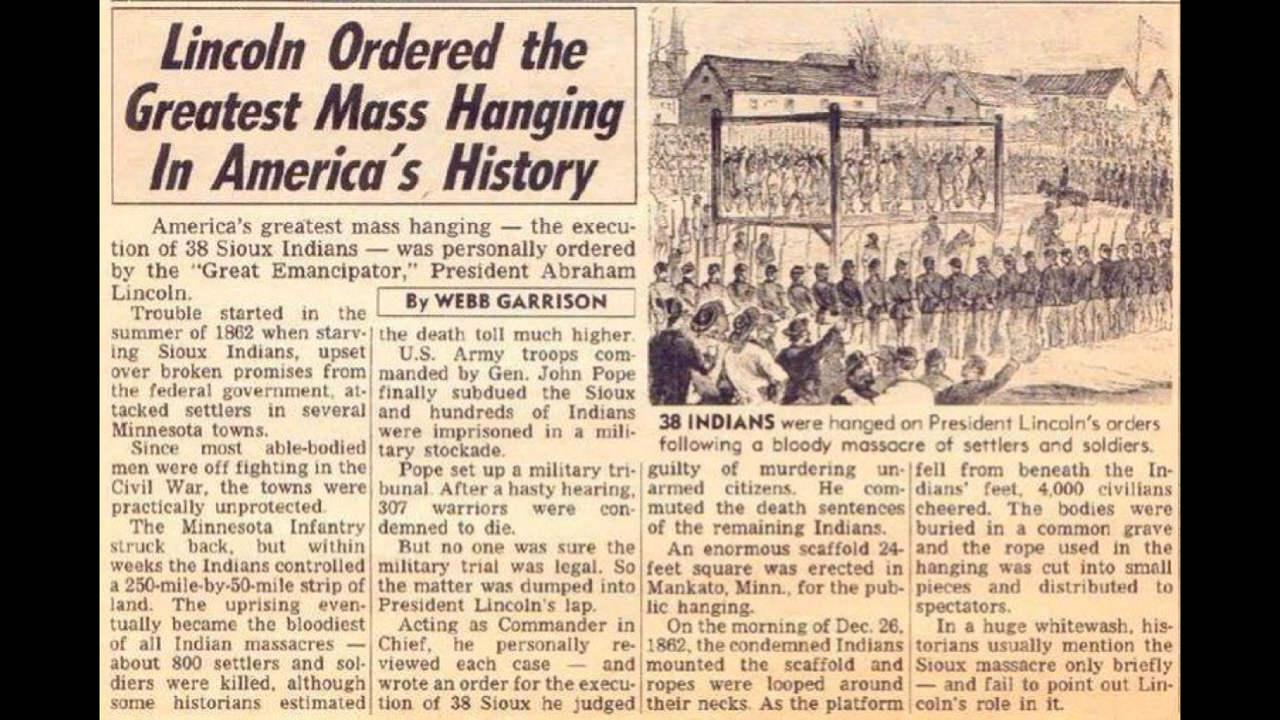 Lincoln Ordered the
Greatest Mass Hanging
In America's History
America's greatest mass hanging — the execu-
tion of 38 Sioux Indians — was personally ordered
by the "Great Emancipator," President Abraham
Lincoln.
By WEBB GARRISON
Trouble started in the
summer of 1862 when starv-
ing Sioux Indians, upset
over broken promises from
the federal government, at-
tacked settlers in several
Minnesota towns.
Since most able-bodied
men were off fighting in the
Civil War, the towns were
practically unprotected.
The Minnesota Infantry
struck back, but within
weeks the Indians controlled
a 250-mile-by-50-mile strip of
land. The uprising even-
tually became the bloodiest
of all Indian massacres —
about 800 settlers and sol-
diers were killed, although
some historians estimated
the death toll much higher.
U.S. Army troops com-
manded by Gen. John Pope
finally subdued the Sioux
and hundreds of Indians
were imprisoned in a mili-
tary stockade.
Pope set up a military tri-
bunal. After a hasty hearing,
307 warriors were con-
demned to die.
But no one was sure the
military trial was legal. So
the matter was dumped into
President Lincoln's lap.
Acting as Commander in
Chief, he personally re-
viewed each case — and
wrote an order for the execu-
tion of 38 Sioux he judged
38 INDIANS were hanged on President Lincoln's orders
following a bloody massacre of settlers and soldiers.
guilty of murdering un-
armed citizens. He com-
muted the death sentences
of the remaining Indians.
An enormous scaffold 24-
feet square was erected in
Mankato, Minn., for the pub-
lic hanging.
On the morning of Dec. 26,
1862, the condemned Indians
mounted the scaffold and
ropes were looped around
their necks. As the platform
fell from beneath the In-
dians' feet, 4,000 civilians
cheered. The bodies were
buried in a common grave
and the rope used in the
hanging was cut into small
pieces and distributed to
spectators.
In a huge whitewash, his-
torians usually mention the
Sioux massacre only briefly
— and fail to point out Lin-
coln's role in it.